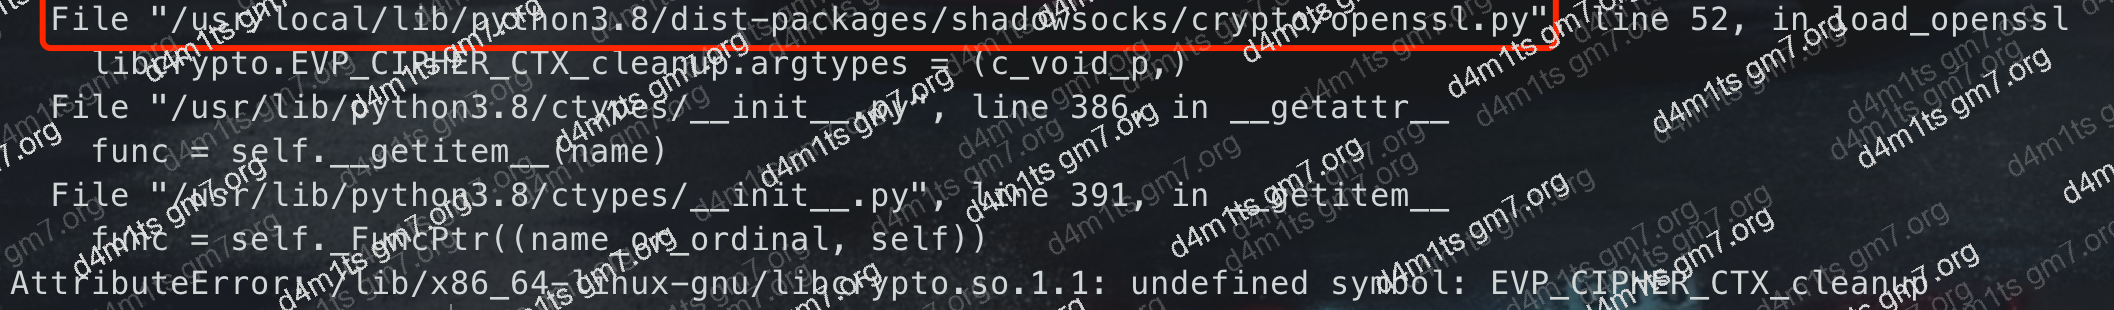 File "/usr/local/lib/python3.8/dist-packages/shadowsocks/crypto/openssl.py", line 52, in load_openssl
libcrypto.EVP_CIPHER_CTX_cleanup.argtypes = (c_void_p,)
File "/usr/lib/python3.8/ctypes/__init__.py", line 386, in __getattr__
func = self.__getitem__(name)
File "/usr/lib/python3.8/ctypes/__init__.py", line 391, in __getitem__
func = self._FuncPtr((name_or_ordinal, self))
AttributeError: /lib/x86_64-linux-gnu/libcrypto.so.1.1: undefined symbol: EVP_CIPHER_CTX_cleanup
d4m1ts gm7.org